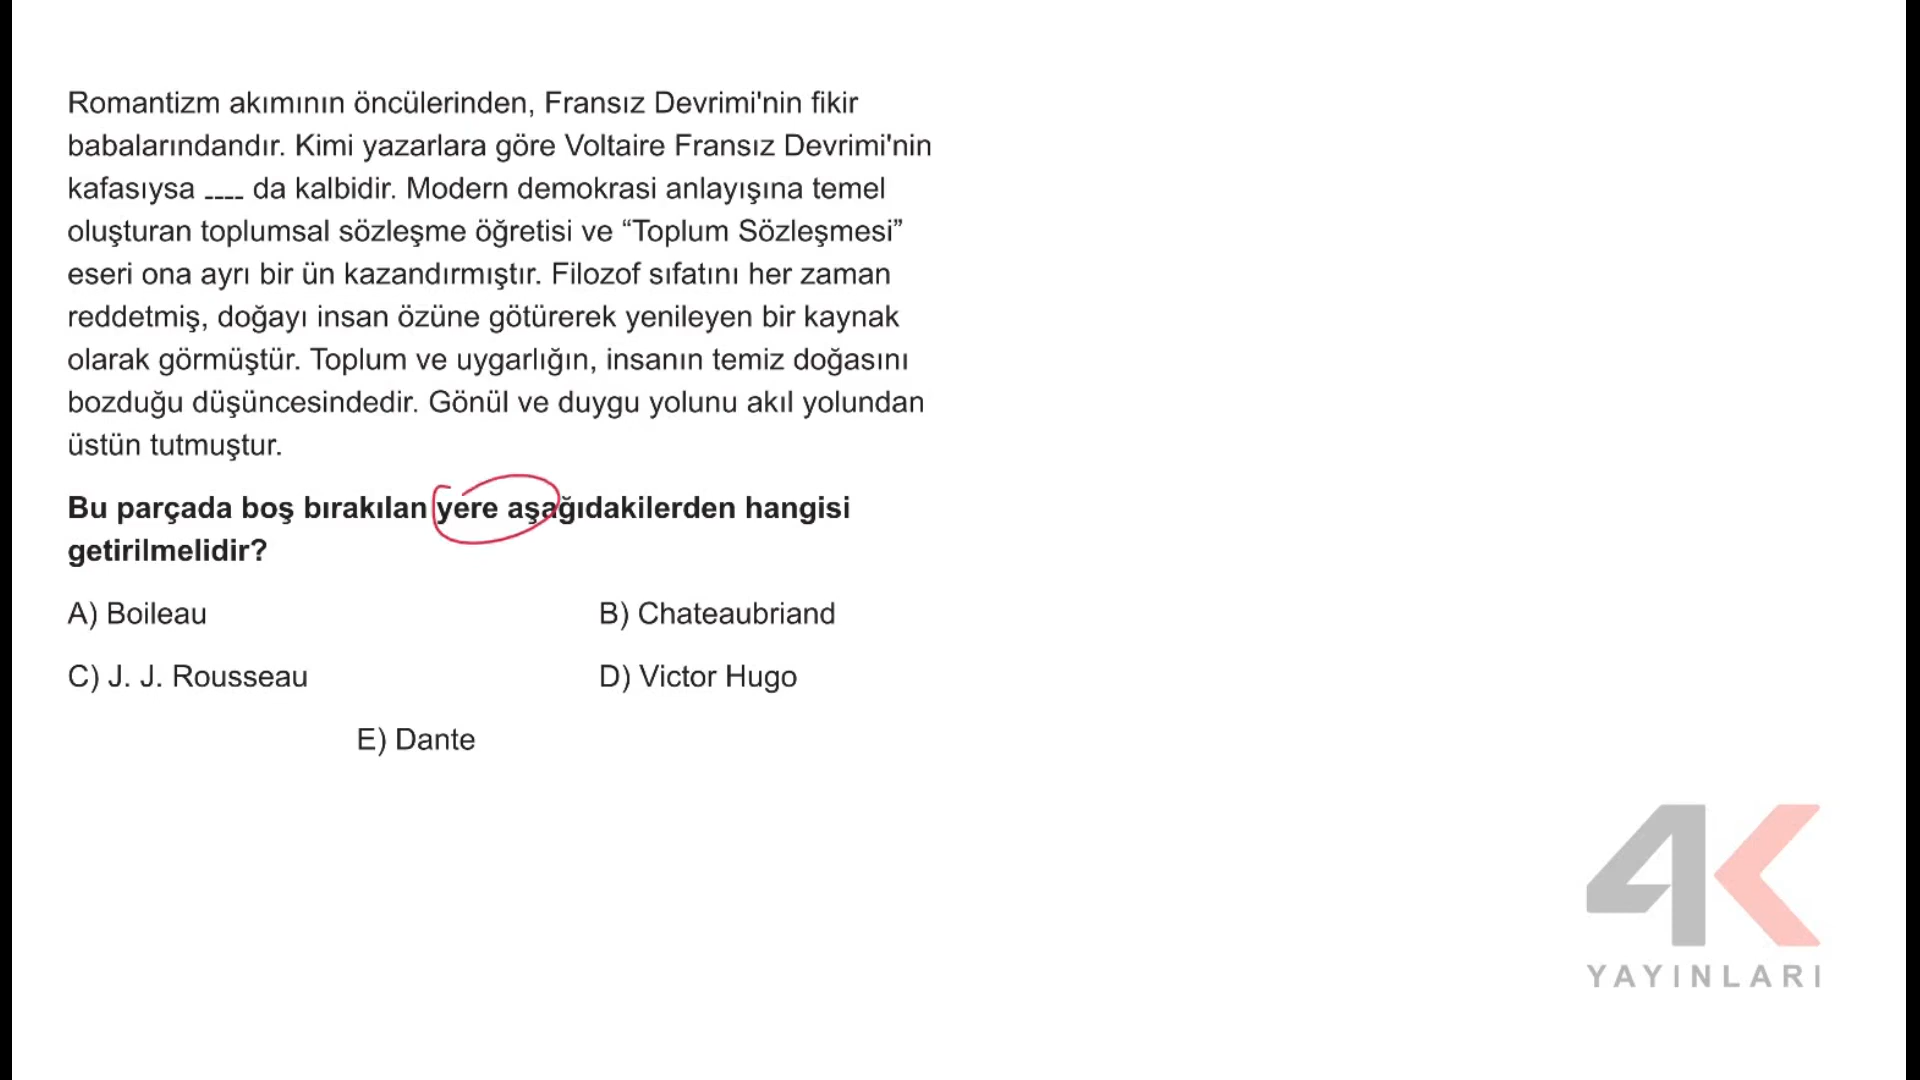 Romantizm akımının öncülerinden, Fransız Devrimi'nin fikir
babalarındandır. Kimi yazarlara göre Voltaire Fransız Devrimi'nin
kafasıysa ---- da kalbidir. Modern demokrasi anlayışına temel
oluşturan toplumsal sözleşme öğretisi ve “Toplum Sözleşmesi”
eseri ona ayrı bir ün kazandırmıştır. Filozof sıfatını her zaman
reddetmiş, doğayı insan özüne götürerek yenileyen bir kaynak
olarak görmüştür. Toplum ve uygarlığın, insanın temiz doğasını
bozduğu düşüncesindedir. Gönül ve duygu yolunu akıl yolundan
üstün tutmuştur.
Bu parçada boş bırakılan yere aşağıdakilerden hangisi
getirilmelidir?
A) Boileau
B) Chateaubriand
C) J. J. Rousseau
D) Victor Hugo
E) Dante
4K
YAYINLARI